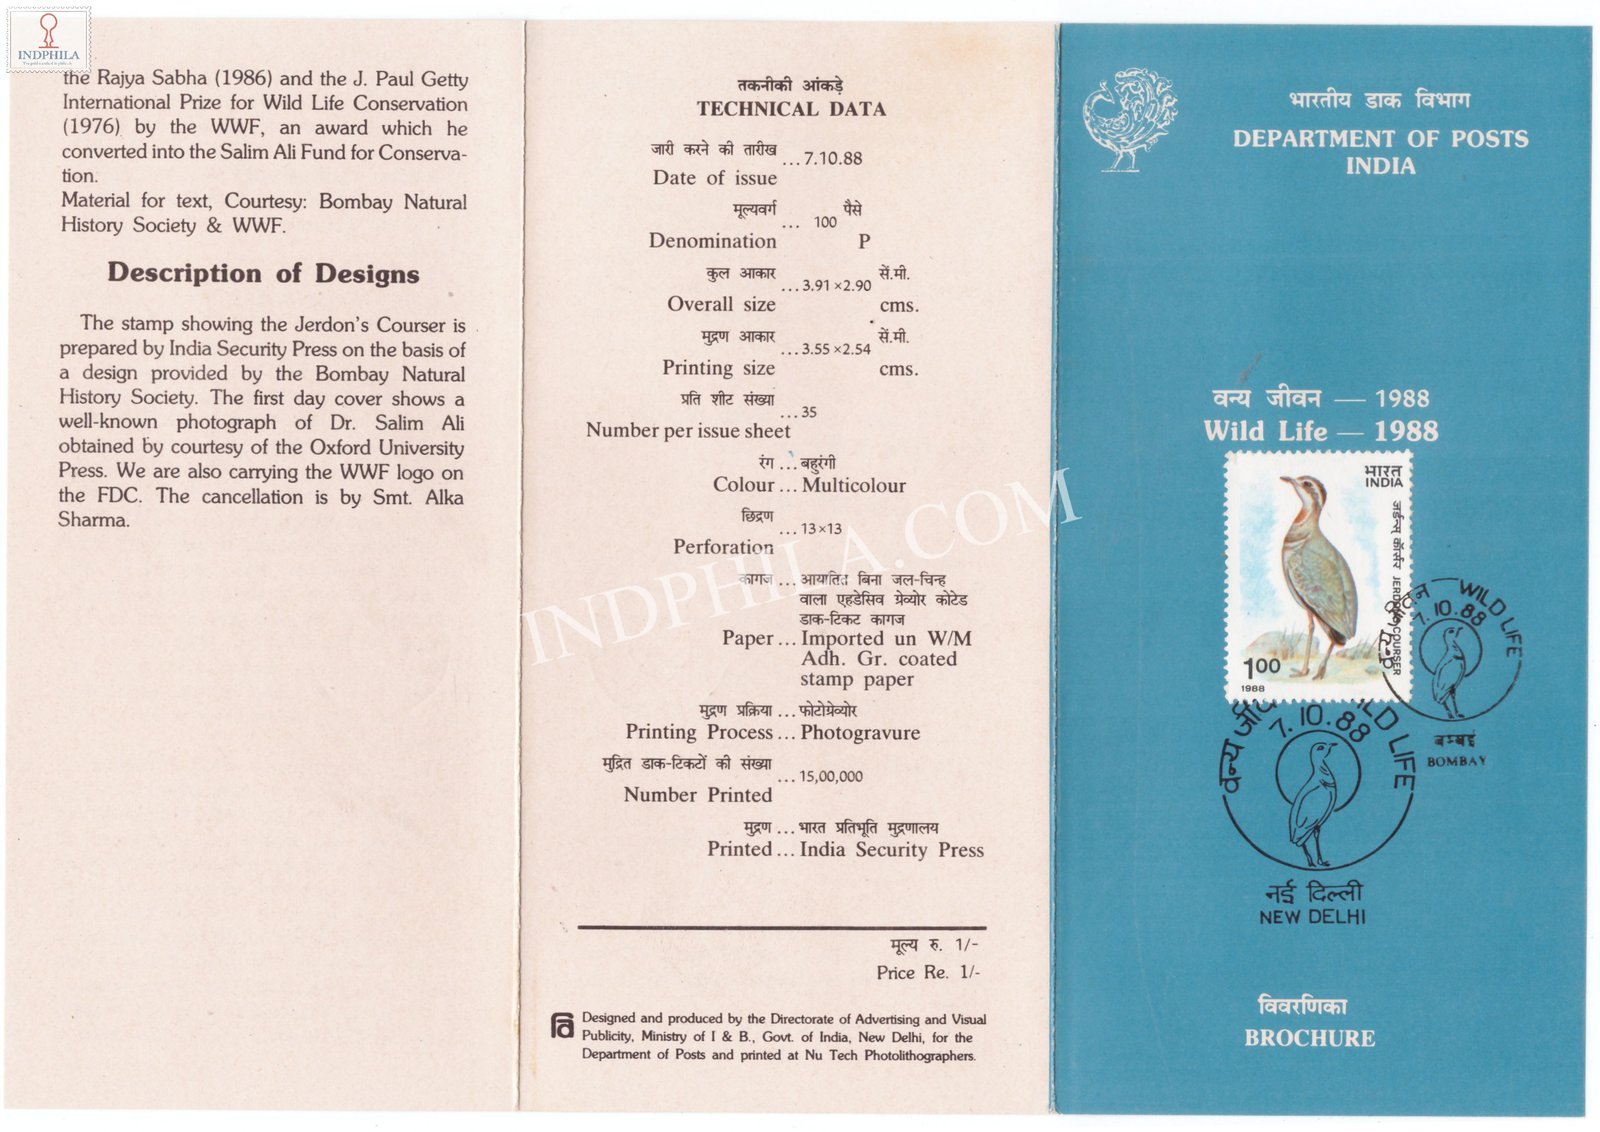 INDPHILA
the Rajya Sabha (1986) and the J. Paul Getty
International Prize for Wild Life Conservation
(1976) by the WWF, an award which he
converted into the Salim Ali Fund for Conserva-
tion.
Material for text, Courtesy: Bombay Natural
History Society & WWF.
Description of Designs
The stamp showing the Jerdon's Courser is
prepared by India Security Press on the basis of
a design provided by the Bombay Natural
History Society. The first day cover shows a
well-known photograph of Dr. Salim Ali
obtained by courtesy of the Oxford University
Press. We are also carrying the WWF logo on
the FDC. The cancellation is by Smt. Alka
Sharma.
तकनीकी आंकड़े
TECHNICAL DATA
जारी करने की तारीख
...7.10.88
Date of issue
मूल्यवर्ग पैसे
... 100
Denomination P
कुल आकार सें.मी.
...3.91×2.90
Overall size cms.
मुद्रण आकार सें.मी.
...3.55×2.54
Printing size cms.
प्रति शीट संख्या
...35
Number per issue sheet
रंग ...बहुरंगी
Colour ...Multicolour
छिद्रण
...13×13
Perforation
कागज ...आयातित बिना जल-चिन्ह
वाला एहडेसिव ग्रेव्योर कोटेड
डाक-टिकट कागज
Paper ...Imported un W/M
Adh. Gr. coated
stamp paper
मुद्रण प्रक्रिया ...फोटोग्रेव्योर
Printing Process ...Photogravure
मुद्रित डाक-टिकटों की संख्या
...15,00,000
Number Printed
मुद्रण ...भारत प्रतिभूति मुद्रणालय
Printed ...India Security Press
मूल्य रु. 1/-
Price Re. 1/-
Designed and produced by the Directorate of Advertising and Visual
Publicity, Ministry of I & B., Govt. of India, New Delhi, for the
Department of Posts and printed at Nu Tech Photolithographers.
INDPHILA.COM
भारतीय डाक विभाग
DEPARTMENT OF POSTS
INDIA
वन्य जीवन — 1988
Wild Life — 1988
भारत
INDIA
जर्डन्स् कॉर्सर JERDON'S COURSER
1.00
1988
वन्य जीवन WILD LIFE
7.10.88
बम्बई
BOMBAY
वन्य WILD LIFE
7.10.88
नई दिल्ली
NEW DELHI
विवरणिका
BROCHURE